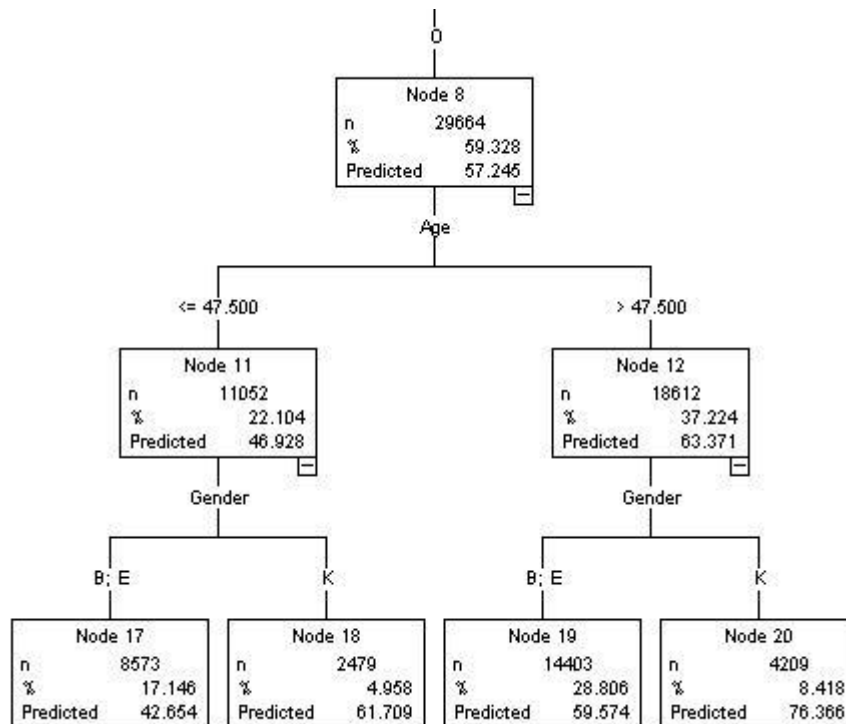 0
Node 8
n 29664
% 59.328
Predicted 57.245
Age
<= 47.500
> 47.500
Node 11
n 11052
% 22.104
Predicted 46.928
Node 12
n 18612
% 37.224
Predicted 63.371
Gender
Gender
B; E
K
B; E
K
Node 17
n 8573
% 17.146
Predicted 42.654
Node 18
n 2479
% 4.958
Predicted 61.709
Node 19
n 14403
% 28.806
Predicted 59.574
Node 20
n 4209
% 8.418
Predicted 76.366